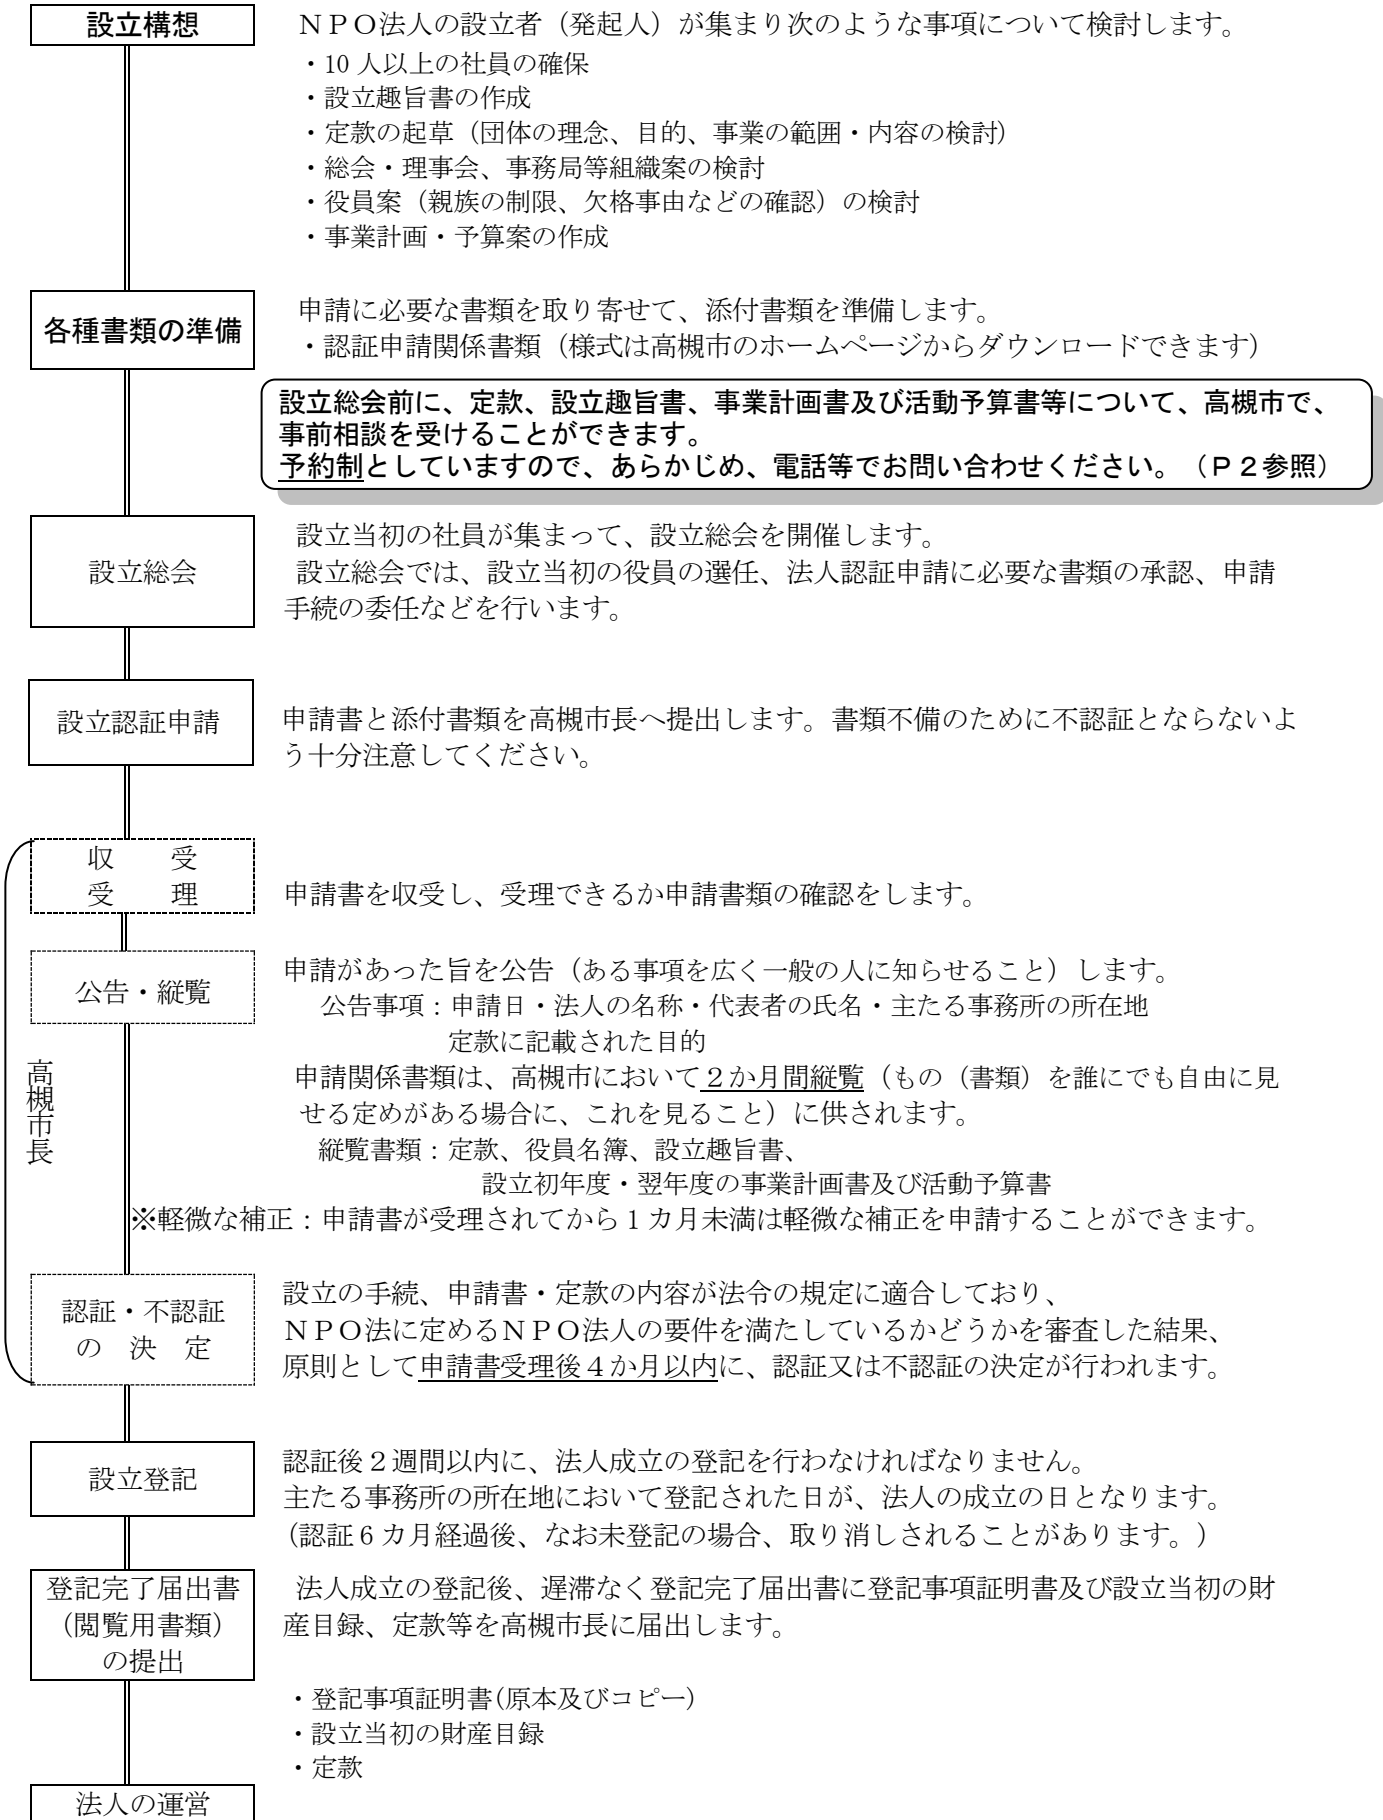 設立構想
ＮＰＯ法人の設立者（発起人）が集まり次のような事項について検討します。
・10 人以上の社員の確保
・設立趣旨書の作成
・定款の起草（団体の理念、目的、事業の範囲・内容の検討）
・総会・理事会、事務局等組織案の検討
・役員案（親族の制限、欠格事由などの確認）の検討
・事業計画・予算案の作成
各種書類の準備
申請に必要な書類を取り寄せて、添付書類を準備します。
・認証申請関係書類（様式は高槻市のホームページからダウンロードできます）
設立総会前に、定款、設立趣旨書、事業計画書及び活動予算書等について、高槻市で、
事前相談を受けることができます。
予約制としていますので、あらかじめ、電話等でお問い合わせください。（Ｐ２参照）
設立総会
設立当初の社員が集まって、設立総会を開催します。
設立総会では、設立当初の役員の選任、法人認証申請に必要な書類の承認、申請
手続の委任などを行います。
設立認証申請
申請書と添付書類を高槻市長へ提出します。書類不備のために不認証とならないよ
う十分注意してください。
高槻市長
収　　受
受　　理
申請書を収受し、受理できるか申請書類の確認をします。
公告・縦覧
申請があった旨を公告（ある事項を広く一般の人に知らせること）します。
公告事項：申請日・法人の名称・代表者の氏名・主たる事務所の所在地
定款に記載された目的
申請関係書類は、高槻市において２か月間縦覧（もの（書類）を誰にでも自由に見
せる定めがある場合に、これを見ること）に供されます。
縦覧書類：定款、役員名簿、設立趣旨書、
設立初年度・翌年度の事業計画書及び活動予算書
※軽微な補正：申請書が受理されてから１カ月未満は軽微な補正を申請することができます。
認証・不認証
の　決　定
設立の手続、申請書・定款の内容が法令の規定に適合しており、
ＮＰＯ法に定めるＮＰＯ法人の要件を満たしているかどうかを審査した結果、
原則として申請書受理後４か月以内に、認証又は不認証の決定が行われます。
設立登記
認証後２週間以内に、法人成立の登記を行わなければなりません。
主たる事務所の所在地において登記された日が、法人の成立の日となります。
（認証６カ月経過後、なお未登記の場合、取り消しされることがあります。）
登記完了届出書
（閲覧用書類）
の提出
法人成立の登記後、遅滞なく登記完了届出書に登記事項証明書及び設立当初の財
産目録、定款等を高槻市長に届出します。
・登記事項証明書(原本及びコピー)
・設立当初の財産目録
・定款
法人の運営